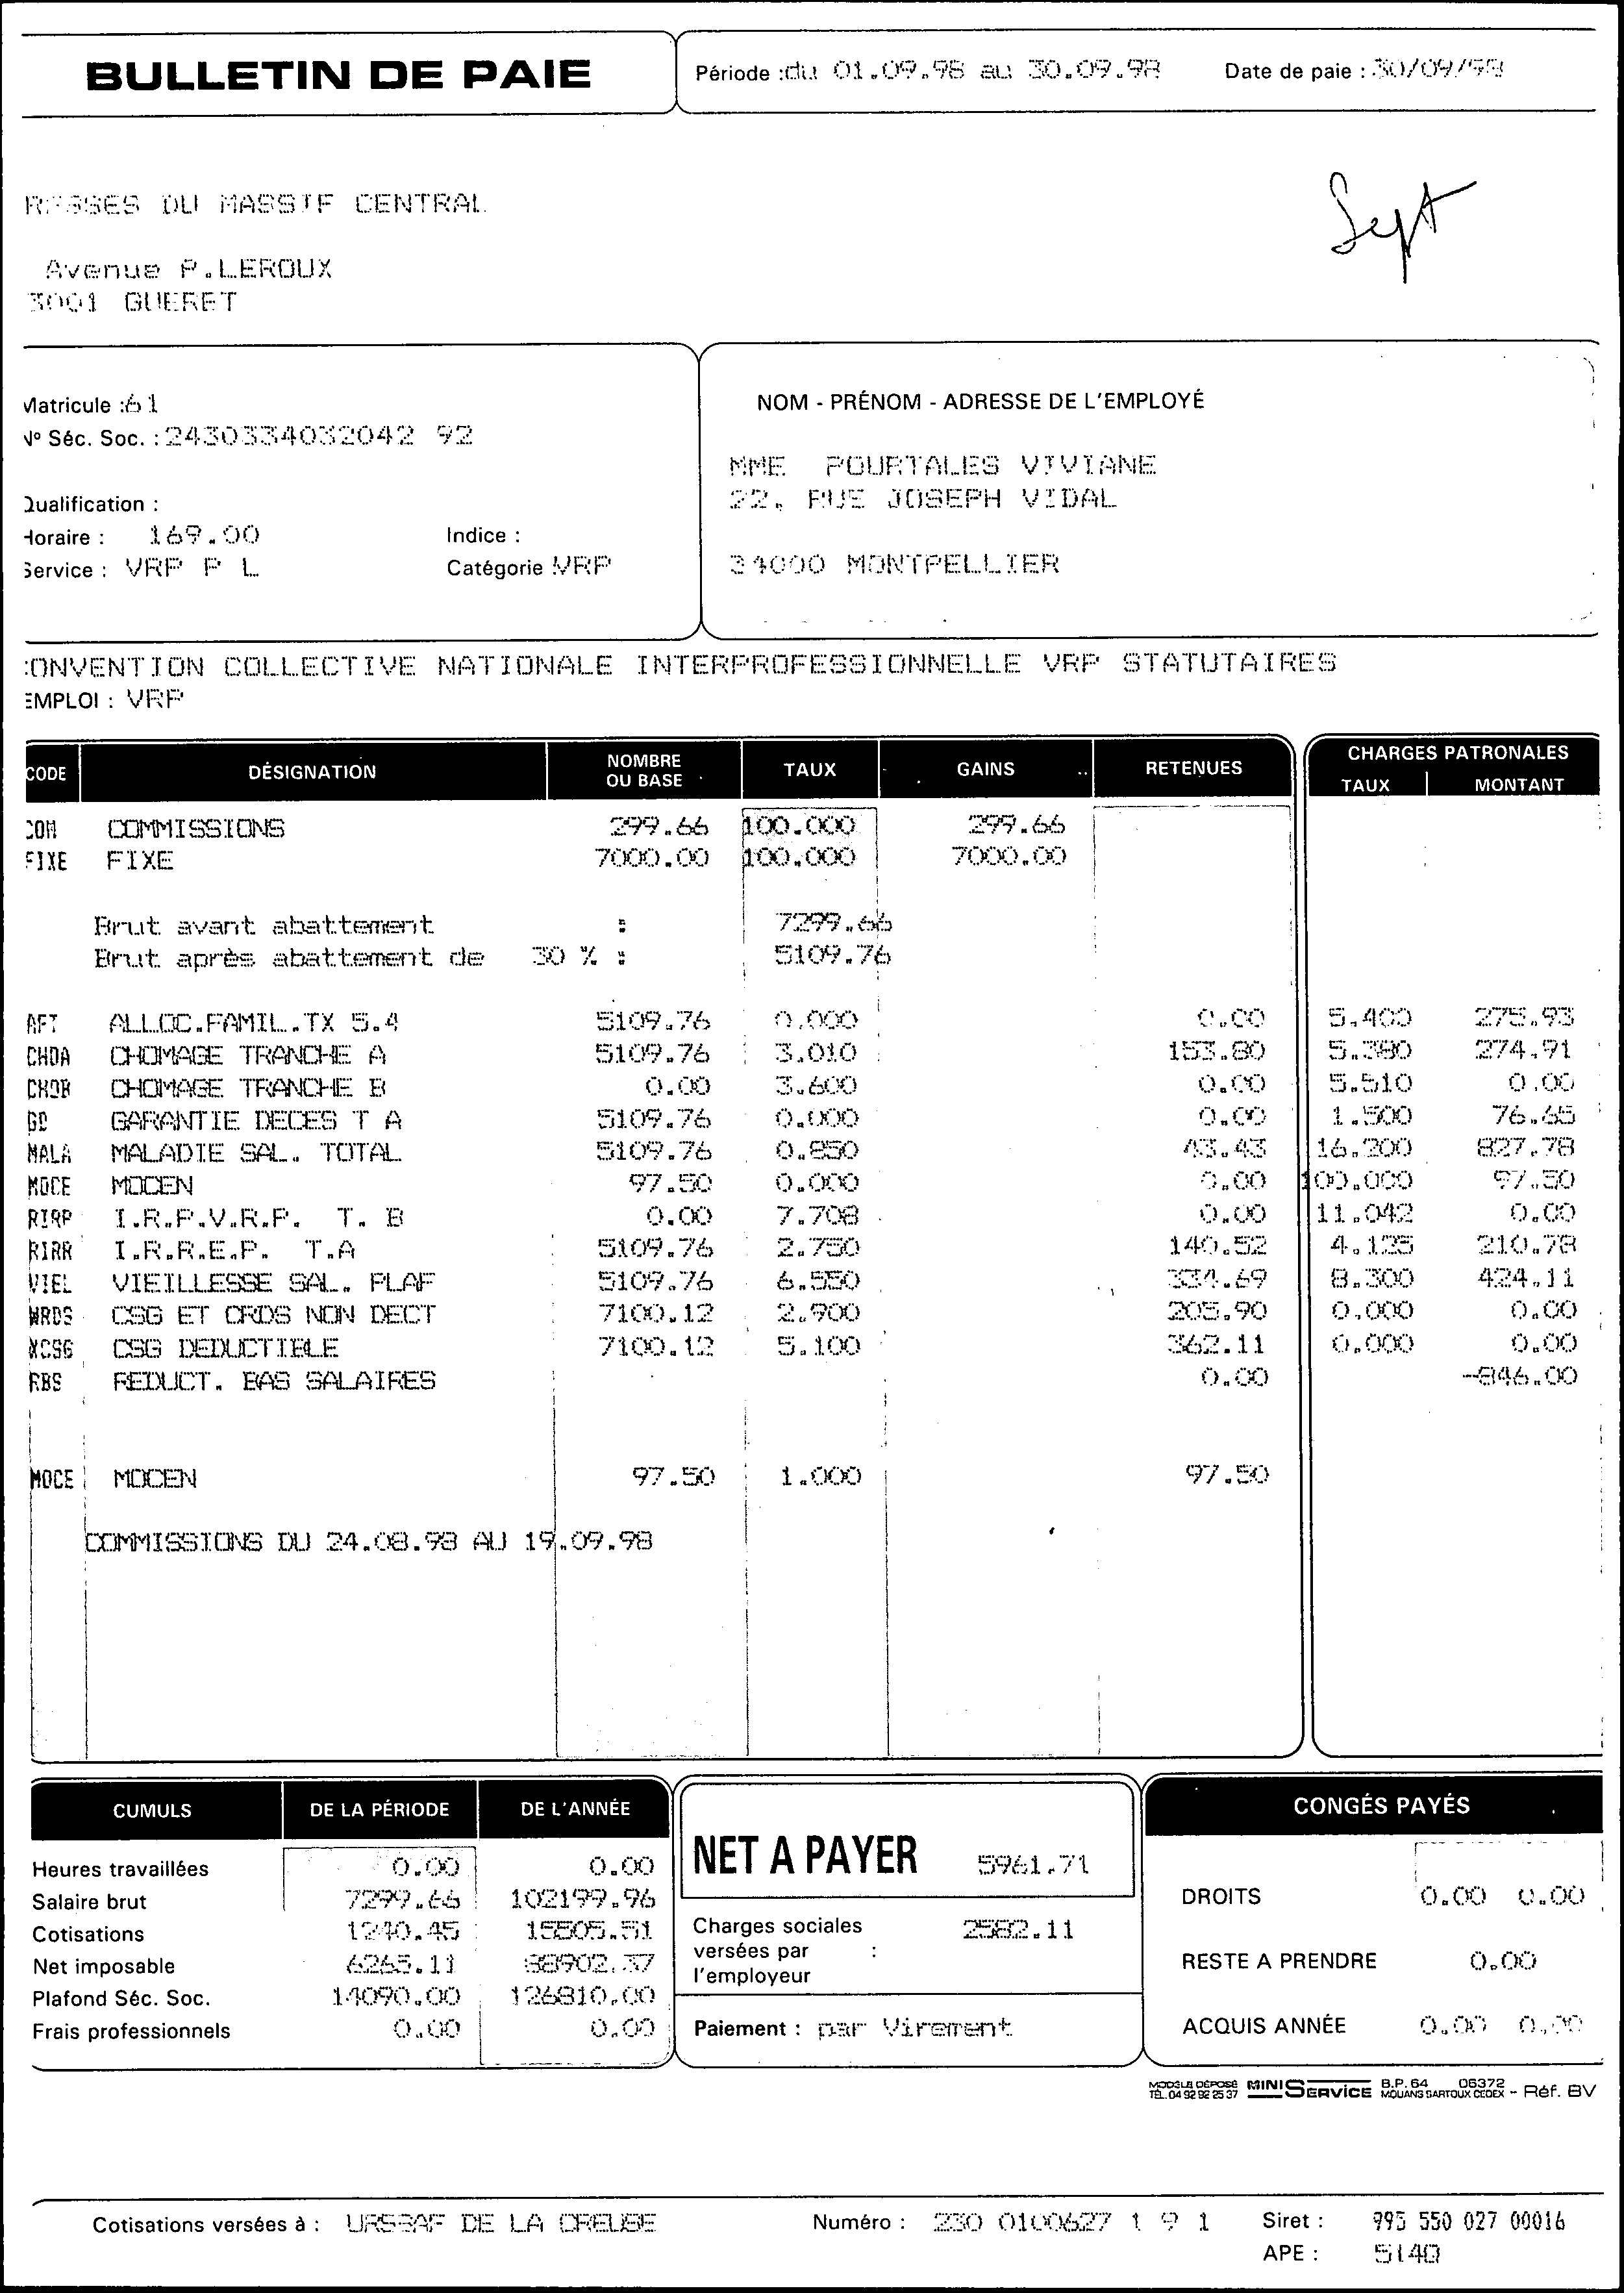 BULLETIN DE PAIE
Période : du 01.09.98 au 30.09.98 Date de paie : 30/09/98
RESSES DU MASSIF CENTRAL
Sept
Avenue P.LEROUX
3001 GUERET
Matricule : 61
N° Séc. Soc. : 2430334032042 92
Qualification :
Horaire : 169.00 Indice :
Service : VRP P L Catégorie VRP
NOM - PRÉNOM - ADRESSE DE L'EMPLOYÉ
MME POURTALES VIVIANE
22, RUE JOSEPH VIDAL
34000 MONTPELLIER
CONVENTION COLLECTIVE NATIONALE INTERPROFESSIONNELLE VRP STATUTAIRES
EMPLOI : VRP
CODE DÉSIGNATION NOMBRE OU BASE TAUX GAINS RETENUES CHARGES PATRONALES TAUX MONTANT
COM COMMISSIONS 299.66 100.000 299.66
FIXE FIXE 7000.00 100.000 7000.00
Brut avant abattement : 7299.66
Brut après abattement de 30 % : 5109.76
AFT ALLOC.FAMIL.TX 5.4 5109.76 0.000 0.00 5.400 275.93
CHOA CHOMAGE TRANCHE A 5109.76 3.010 153.80 5.380 274.91
CHOB CHOMAGE TRANCHE B 0.00 3.600 0.00 5.510 0.00
GD GARANTIE DECES T A 5109.76 0.000 0.00 1.500 76.65
MALA MALADIE SAL. TOTAL 5109.76 0.850 43.43 16.200 827.78
MOCE MOCEN 97.50 0.000 0.00 100.000 97.50
RIRP I.R.P.V.R.P. T. B 0.00 7.708 0.00 11.042 0.00
RIRR I.R.R.E.P. T.A 5109.76 2.750 140.52 4.125 210.78
VIEL VIEILLESSE SAL. PLAF 5109.76 6.550 334.69 8.300 424.11
WRDS CSG ET CRDS NON DECT 7100.12 2.900 205.90 0.000 0.00
XCSG CSG DEDUCTIBLE 7100.12 5.100 362.11 0.000 0.00
RBS REDUCT. BAS SALAIRES 0.00 -846.00
MOCE MOCEN 97.50 1.000 97.50
COMMISSIONS DU 24.08.98 AU 19.09.98
CUMULS DE LA PÉRIODE DE L'ANNÉE
Heures travaillées 0.00 0.00
Salaire brut 7299.66 102199.96
Cotisations 1240.45 15505.51
Net imposable 6265.11 88902.37
Plafond Séc. Soc. 14090.00 126810.00
Frais professionnels 0.00 0.00
NET A PAYER 5961.71
Charges sociales versées par l'employeur : 2582.11
Paiement : par Virement
CONGÉS PAYÉS
DROITS 0.00 0.00
RESTE A PRENDRE 0.00
ACQUIS ANNÉE 0.00 0.00
MODÈLE DÉPOSÉ TÉL. 04 92 92 25 37 MINI SERVICE B.P. 64 06372 MOUANS SARTOUX CEDEX - Réf. BV
Cotisations versées à : URSSAF DE LA CREUSE Numéro : 230 0100627 1 9 1 Siret : 995 550 027 00016
APE : 514Q